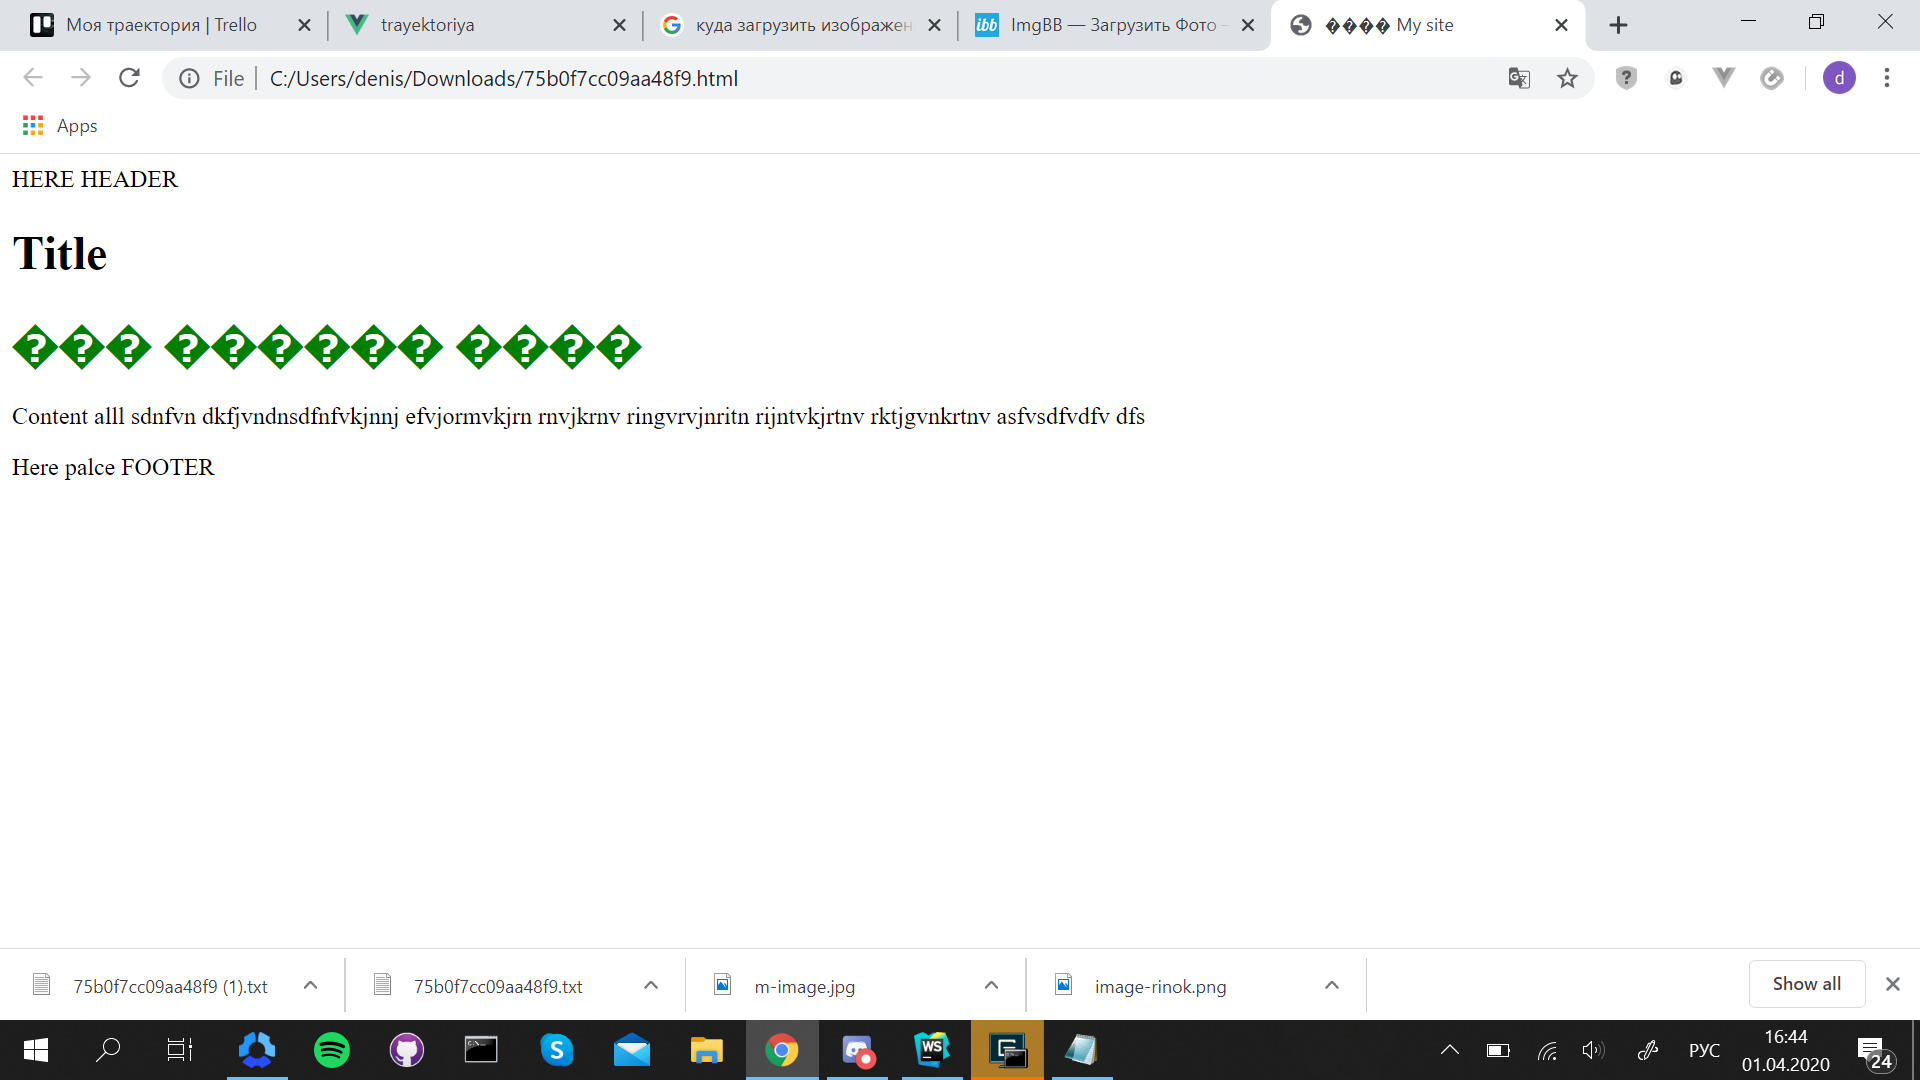 Моя траектория | Trello
trayektoriya
куда загрузить изображен
ibb ImgBB — Загрузить Фото -
���� My site
File | C:/Users/denis/Downloads/75b0f7cc09aa48f9.html
d
Apps
HERE HEADER
Title
��� ������ ����
Content alll sdnfvn dkfjvndnsdfnfvkjnnj efvjormvkjrn rnvjkrnv ringvrvjnritn rijntvkjrtnv rktjgvnkrtnv asfvsdfvdfv dfs
Here palce FOOTER
75b0f7cc09aa48f9 (1).txt
75b0f7cc09aa48f9.txt
m-image.jpg
image-rinok.png
Show all
WS
РУС
16:44
01.04.2020
24